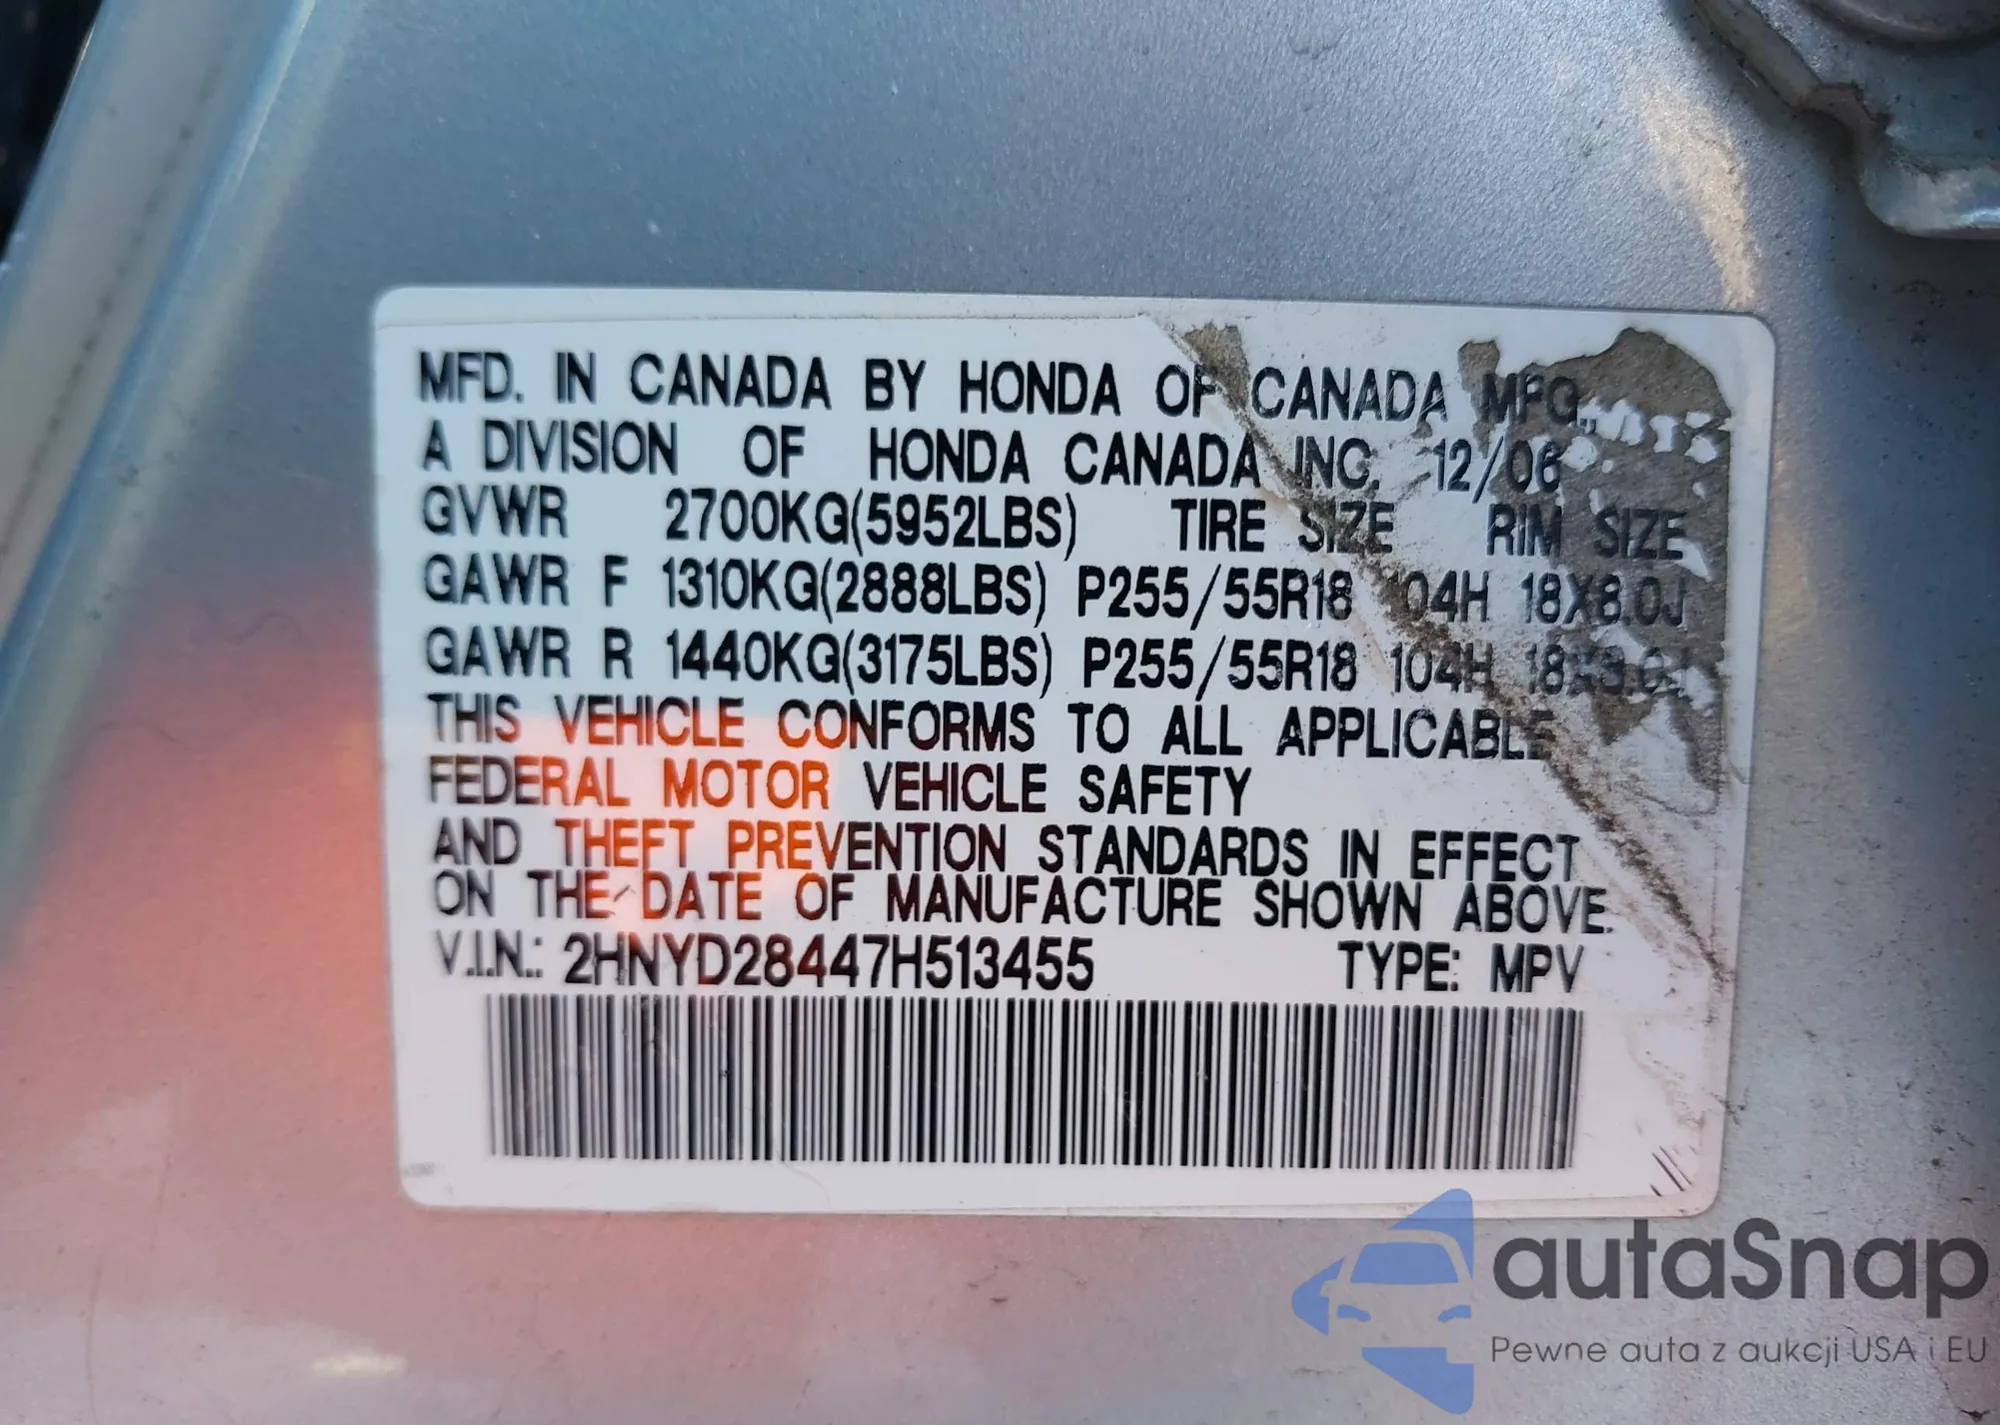 MFD. IN CANADA BY HONDA OF CANADA MFG.,
A DIVISION OF HONDA CANADA INC. 12/06
GVWR 2700KG(5952LBS) TIRE SIZE RIM SIZE
GAWR F 1310KG(2888LBS) P255/55R18 104H 18X8.0J
GAWR R 1440KG(3175LBS) P255/55R18 104H 18X8.0J
THIS VEHICLE CONFORMS TO ALL APPLICABLE
FEDERAL MOTOR VEHICLE SAFETY
AND THEFT PREVENTION STANDARDS IN EFFECT
ON THE DATE OF MANUFACTURE SHOWN ABOVE.
V.I.N.: 2HNYD28447H513455 TYPE: MPV
autaSnap
Pewne auta z aukcji USA i EU